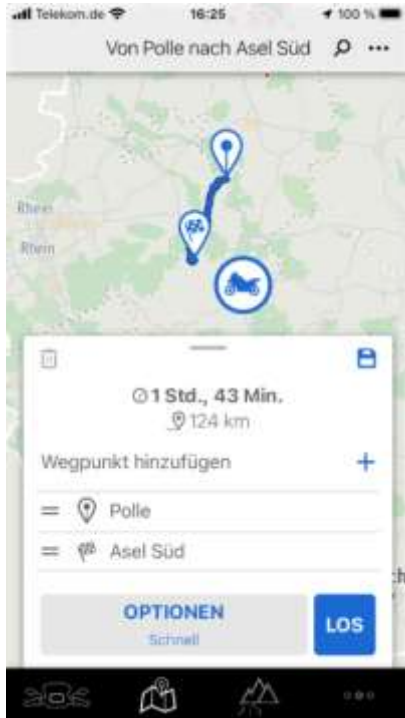 Telekom.de 16:25 100 %
Von Polle nach Asel Süd
Rhein
Rhein
1 Std., 43 Min.
124 km
Wegpunkt hinzufügen
Polle
Asel Süd
OPTIONEN
Schnell
LOS